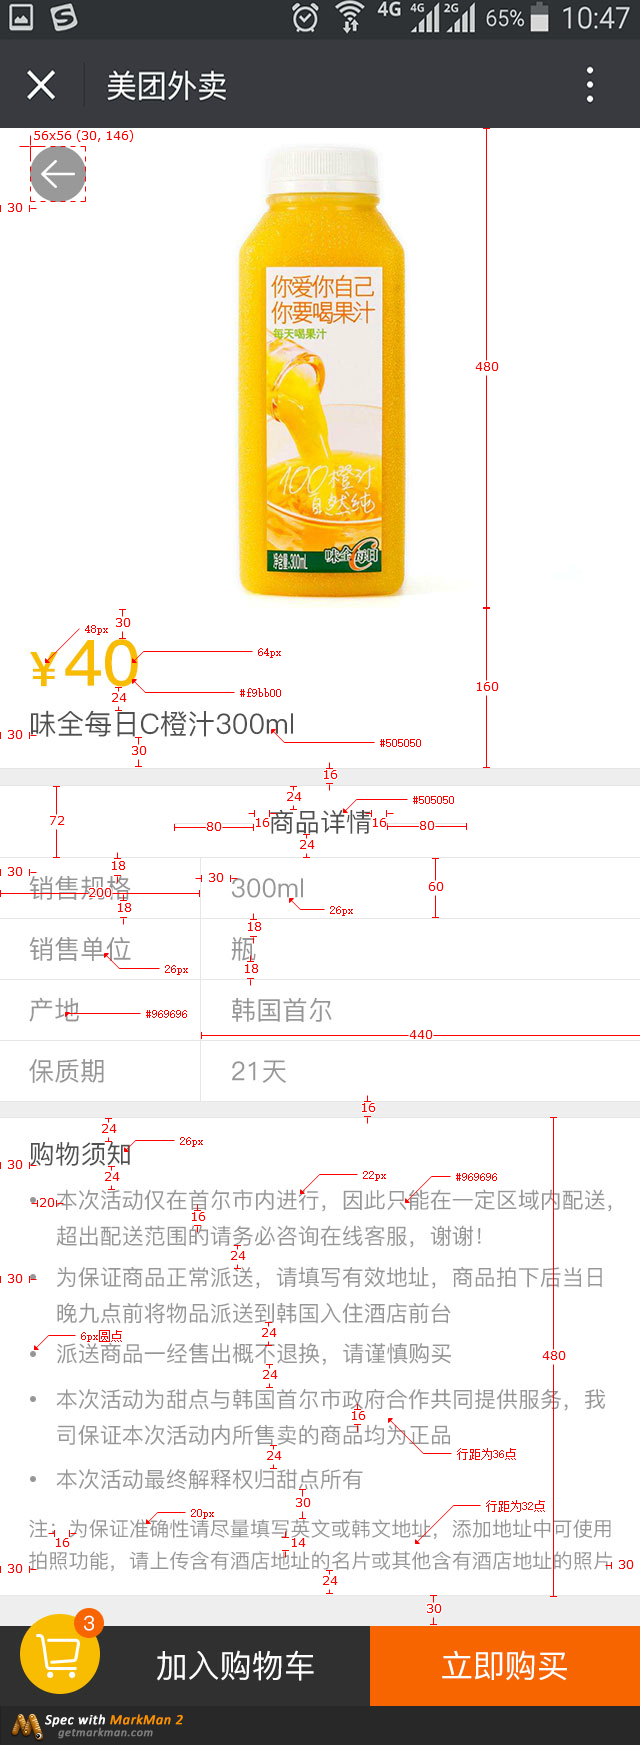 4G 4G 2G 65% 10:47
美团外卖
56x56 (30, 146)
30
你爱你自己
你要喝果汁
每天喝果汁
480
100橙汁
自然纯
净含量:300mL 味全每日C
30
48px
¥40
64px
#f9bb00
24
160
味全每日C橙汁300ml
30
#505050
30
16
72
24
#505050
80
16
商品详情
16
80
24
30
18
销售规格
200
30
300ml
60
18
26px
18
销售单位
瓶
18
26px
产地
#969696
韩国首尔
440
保质期
21天
16
24
购物须知
26px
30
24
22px
#969696
20
• 本次活动仅在首尔市内进行，因此只能在一定区域内配送，
16
超出配送范围的请务必咨询在线客服，谢谢！
24
30
• 为保证商品正常派送，请填写有效地址，商品拍下后当日
晚九点前将物品派送到韩国入住酒店前台
24
6px圆点
• 派送商品一经售出概不退换，请谨慎购买
480
24
• 本次活动为甜点与韩国首尔市政府合作共同提供服务，我
16
司保证本次活动内所售卖的商品均为正品
24
行距为36点
• 本次活动最终解释权归甜点所有
30
20px
行距为32点
注：为保证准确性请尽量填写英文或韩文地址，添加地址中可使用
16
14
拍照功能，请上传含有酒店地址的名片或其他含有酒店地址的照片
30
30
24
30
3
加入购物车
立即购买
Spec with MarkMan 2
getmarkman.com